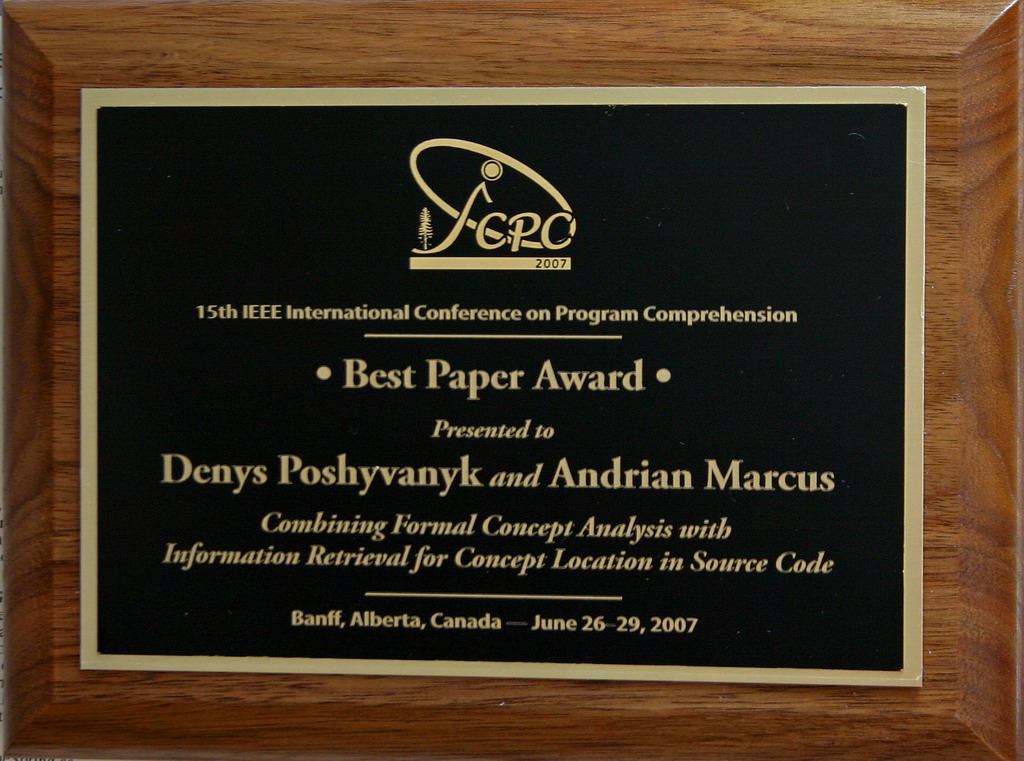 ICPC
2007
15th IEEE International Conference on Program Comprehension
• Best Paper Award •
Presented to
Denys Poshyvanyk and Andrian Marcus
Combining Formal Concept Analysis with
Information Retrieval for Concept Location in Source Code
Banff, Alberta, Canada — June 26–29, 2007